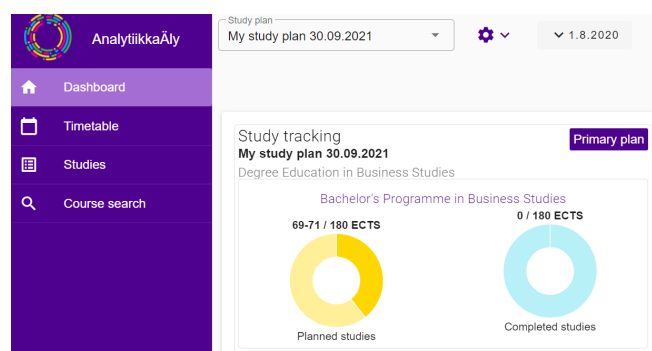 AnalytiikkaÄly
Dashboard
Timetable
Studies
Course search
Study plan
My study plan 30.09.2021
1.8.2020
Study tracking
Primary plan
My study plan 30.09.2021
Degree Education in Business Studies
Bachelor's Programme in Business Studies
69-71 / 180 ECTS
Planned studies
0 / 180 ECTS
Completed studies